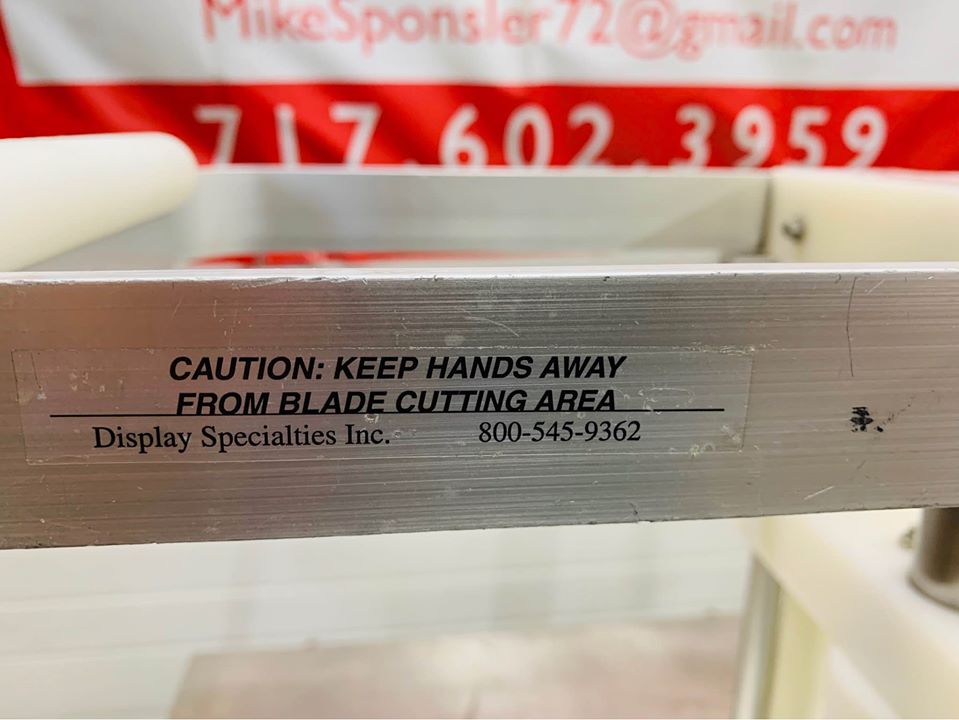 MikeSponsler72@gmail.com
717.602.3959
CAUTION: KEEP HANDS AWAY
FROM BLADE CUTTING AREA
Display Specialties Inc. 800-545-9362